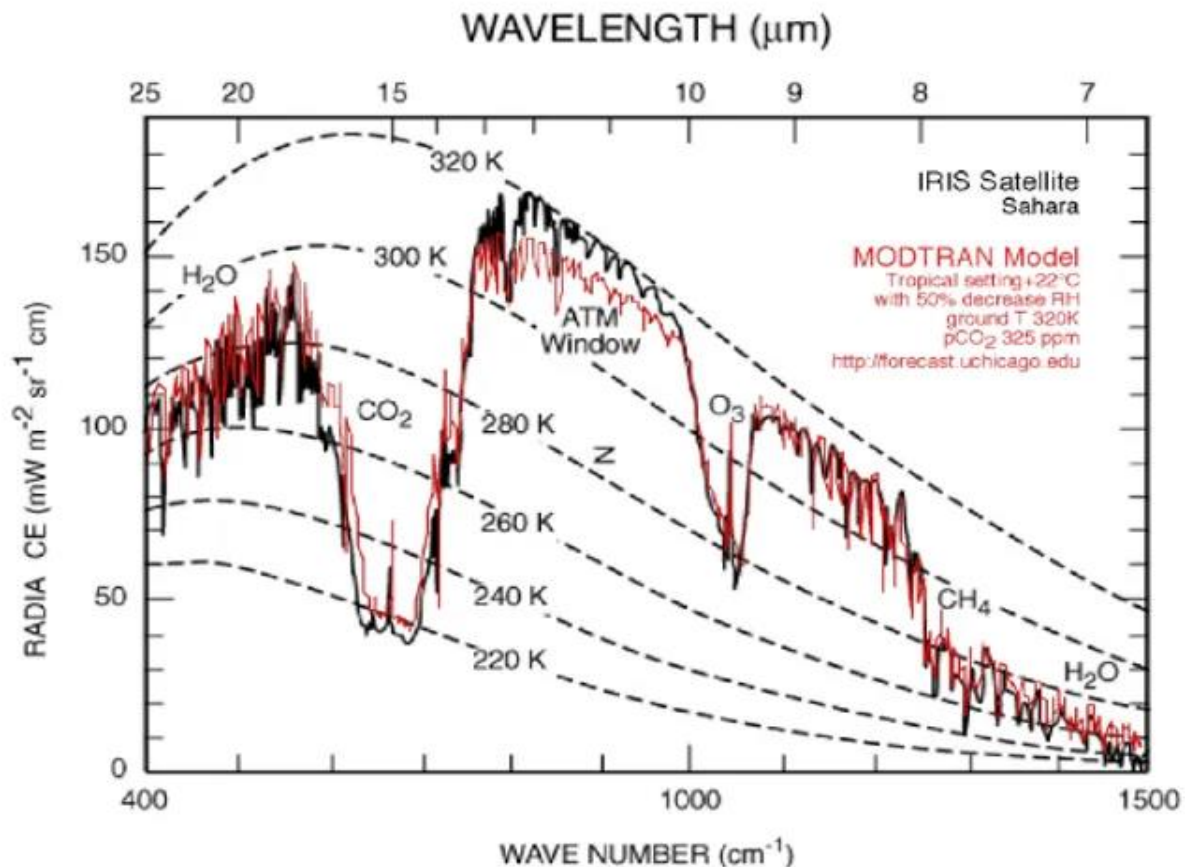 WAVELENGTH (μm)
25 20 15 10 9 8 7
320 K
IRIS Satellite
Sahara
150
H₂O
300 K
MODTRAN Model
Tropical setting+22°C
with 50% decrease RH
ground T 320K
pCO₂ 325 ppm
http://forecast.uchicago.edu
ATM
Window
RADIA CE (mW m⁻² sr⁻¹ cm)
100
CO₂
280 K
O₃
N
260 K
50
240 K
CH₄
220 K
H₂O
0
400 1000 1500
WAVE NUMBER (cm⁻¹)